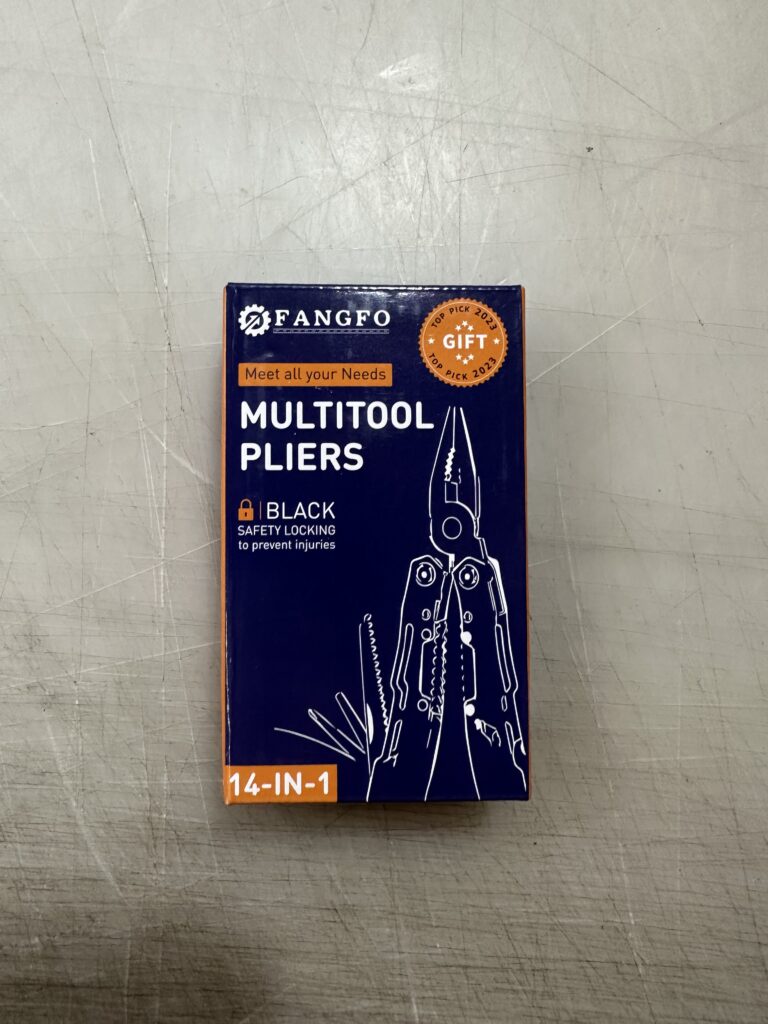 FANGFO
TOP PICK 2023
GIFT
TOP PICK 2023
Meet all your Needs
MULTITOOL
PLIERS
BLACK
SAFETY LOCKING
to prevent injuries
14-IN-1